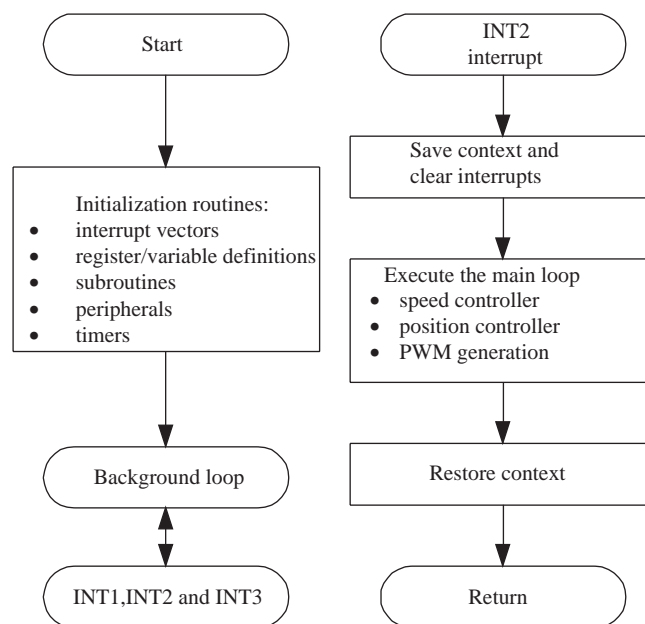 Start
Initialization routines:
• interrupt vectors
• register/variable definitions
• subroutines
• peripherals
• timers
Background loop
INT1,INT2 and INT3
INT2
interrupt
Save context and
clear interrupts
Execute the main loop
• speed controller
• position controller
• PWM generation
Restore context
Return